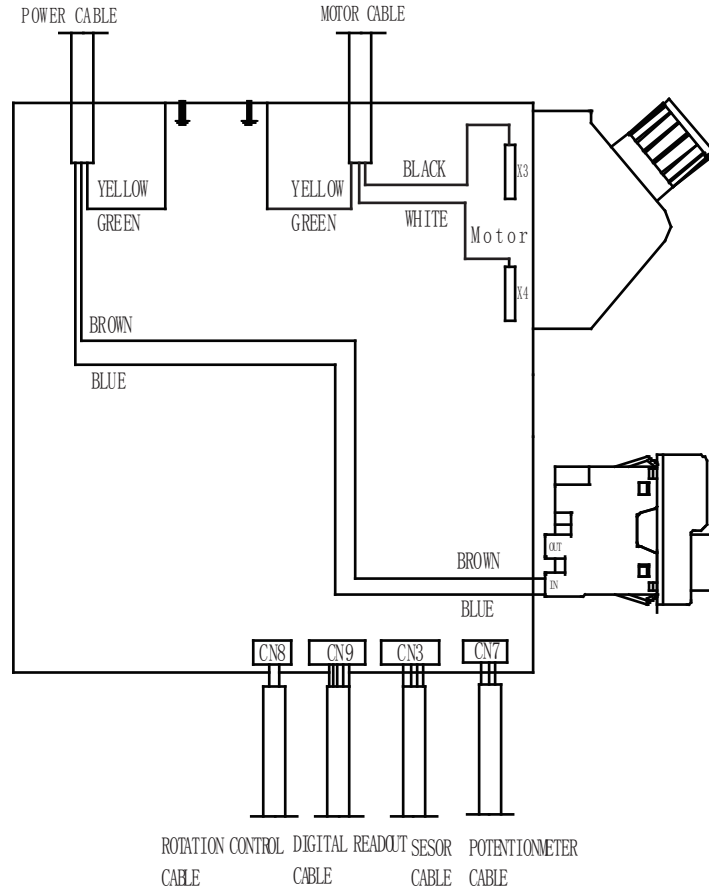 POWER CABLE
MOTOR CABLE
BLACK
X3
YELLOW
GREEN
YELLOW
GREEN
WHITE
Motor
X4
BROWN
BLUE
OUT
BROWN
IN
BLUE
CN8
CN9
CN3
CN7
ROTATION CONTROL
CABLE
DIGITAL READOUT
CABLE
SESOR
CABLE
POTENTIONMETER
CABLE